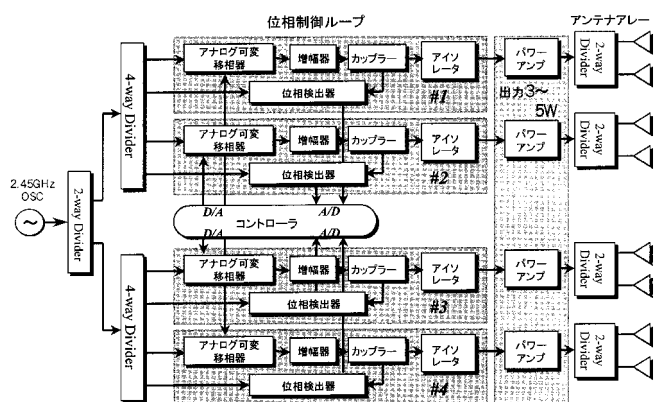 位相制御ループ
アンテナアレー
4-way Divider
アナログ可変
移相器
増幅器
カップラー
アイソ
レータ
パワー
アンプ
2-way
Divider
位相検出器
#1
出力3〜
5W
アナログ可変
移相器
増幅器
カップラー
アイソ
レータ
パワー
アンプ
2-way
Divider
位相検出器
#2
2.45GHz
OSC
2-way Divider
D/A
A/D
コントローラ
D/A
A/D
4-way Divider
アナログ可変
移相器
増幅器
カップラー
アイソ
レータ
パワー
アンプ
2-way
Divider
位相検出器
#3
アナログ可変
移相器
増幅器
カップラー
アイソ
レータ
パワー
アンプ
2-way
Divider
位相検出器
#4